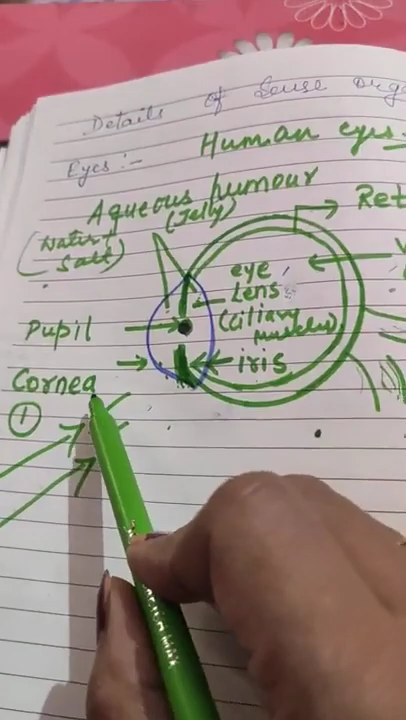 Details of Sense Orga
Eyes :- Human eyes
Aqueous humour
(Jelly)
(Water +
Salt)
Ret
eye
Lens
(Ciliary
muscles)
Pupil
iris
Cornea
①